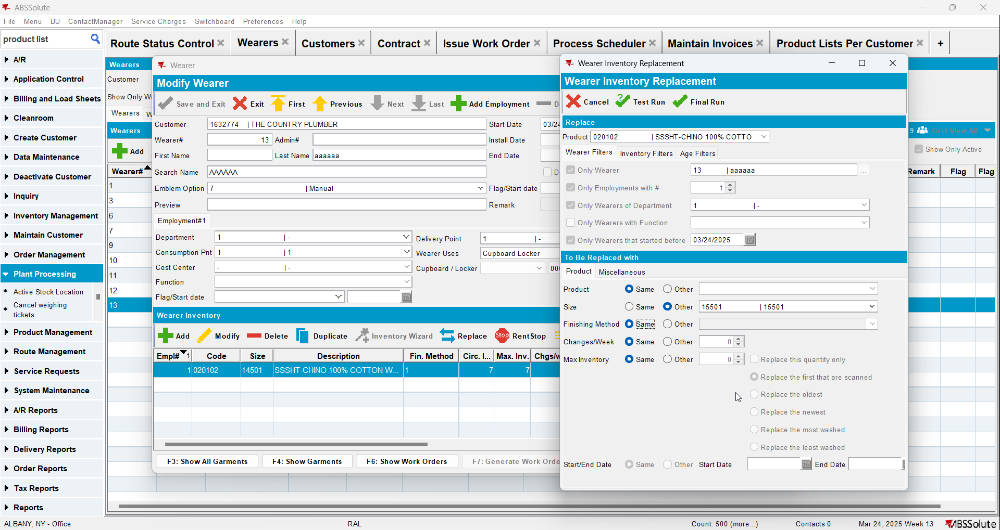 ABSSolute
File Menu BU ContactManager Service Charges Switchboard Preferences Help
product list
Route Status Control Wearers Customers Contract Issue Work Order Process Scheduler Maintain Invoices Product Lists Per Customer +
A/R
Application Control
Billing and Load Sheets
Cleanroom
Create Customer
Data Maintenance
Deactivate Customer
Inquiry
Inventory Management
Maintain Customer
Order Management
Plant Processing
Active Stock Location
Cancel weighing
tickets
Product Management
Route Management
Service Requests
System Maintenance
A/R Reports
Billing Reports
Delivery Reports
Order Reports
Tax Reports
Reports
Wearers
Customer
Show Only
Wearers
Wearers
Add
Wearer#
1
3
6
7
9
10
11
12
13
Wearer
Modify Wearer
Save and Exit Exit First Previous Next Last Add Employment
Customer 1632774 | THE COUNTRY PLUMBER Start Date 03/24
Wearer# 13 Admin# Install Date
First Name Last Name aaaaaa End Date
Search Name AAAAAA
Emblem Option 7 | Manual Flag/Start date
Preview Remark
Employment#1
Department 1 | - Delivery Point 1 | -
Consumption Pnt 1 | 1 Wearer Uses Cupboard Locker
Cost Center - | - Cupboard / Locker
Function
Flag/Start date
Wearer Inventory
Add Modify Delete Duplicate Inventory Wizard Replace RentStop
Empl# 1 Code Size Description Fin. Method Circ. I... Max. Inv. Chgs/w
1 020102 14501 SSSHT-CHINO 100% COTTON W... 1 7 7
F3: Show All Garments F4: Show Garments F6: Show Work Orders F7: Generate Work Orde
Wearer Inventory Replacement
Wearer Inventory Replacement
Cancel Test Run Final Run
Replace
Product 020102 | SSSHT-CHINO 100% COTTO
Wearer Filters Inventory Filters Age Filters
Only Wearer 13 | aaaaaa ...
Only Employments with # 1
Only Wearers of Department 1 | -
Only Wearers with Function
Only Wearers that started before 03/24/2025
To Be Replaced with
Product Miscellaneous
Product Same Other
Size Same Other 15501 | 15501
Finishing Method Same Other
Changes/Week Same Other 0
Max Inventory Same Other 0 Replace this quantity only
Replace the first that are scanned
Replace the oldest
Replace the newest
Replace the most washed
Replace the least washed
Start/End Date Same Other Start Date End Date
9 Grid View All
Show Only Active
Remark Flag Flag
ALBANY, NY - Office RAL Count: 500 (more...) Contacts 0 Mar 24, 2025 Week 13 ABSSolute